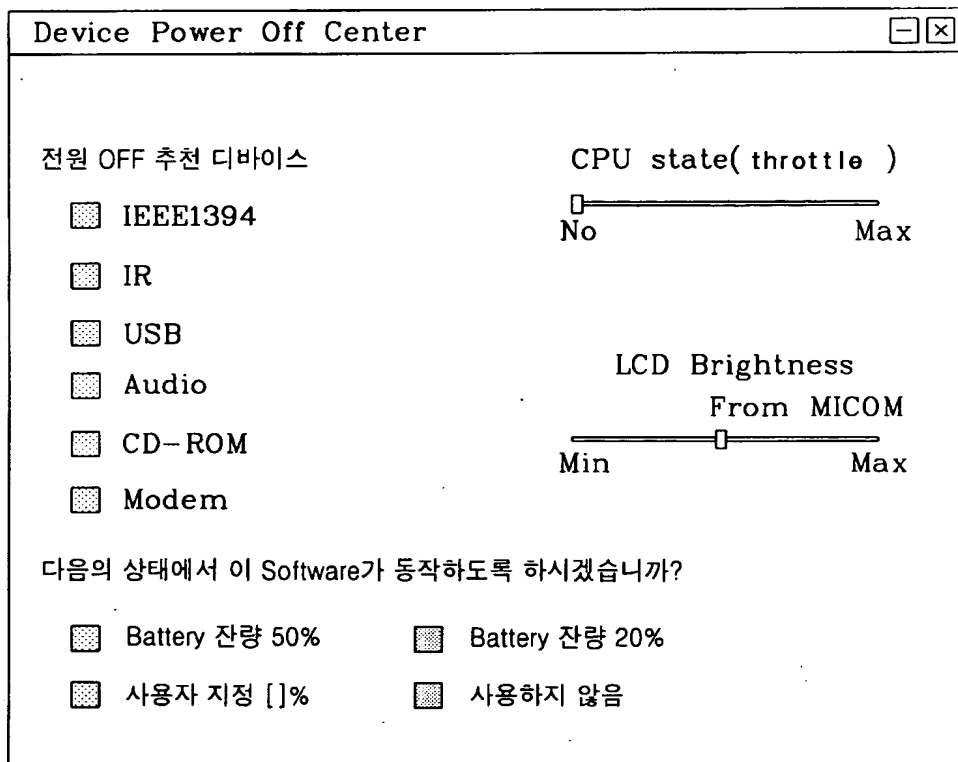 Device Power Off Center
전원 OFF 추천 디바이스
IEEE1394
IR
USB
Audio
CD-ROM
Modem
CPU state( throttle )
No Max
LCD Brightness
From MICOM
Min Max
다음의 상태에서 이 Software가 동작하도록 하시겠습니까?
Battery 잔량 50% Battery 잔량 20%
사용자 지정 [ ]% 사용하지 않음